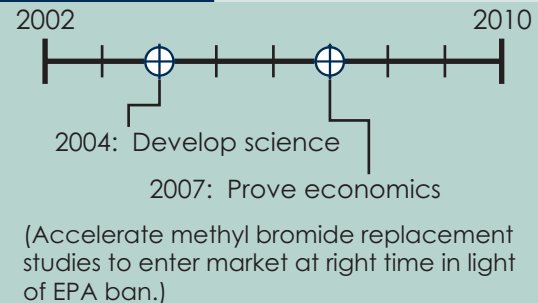 2002 2010
2004: Develop science
2007: Prove economics
(Accelerate methyl bromide replacement
studies to enter market at right time in light
of EPA ban.)